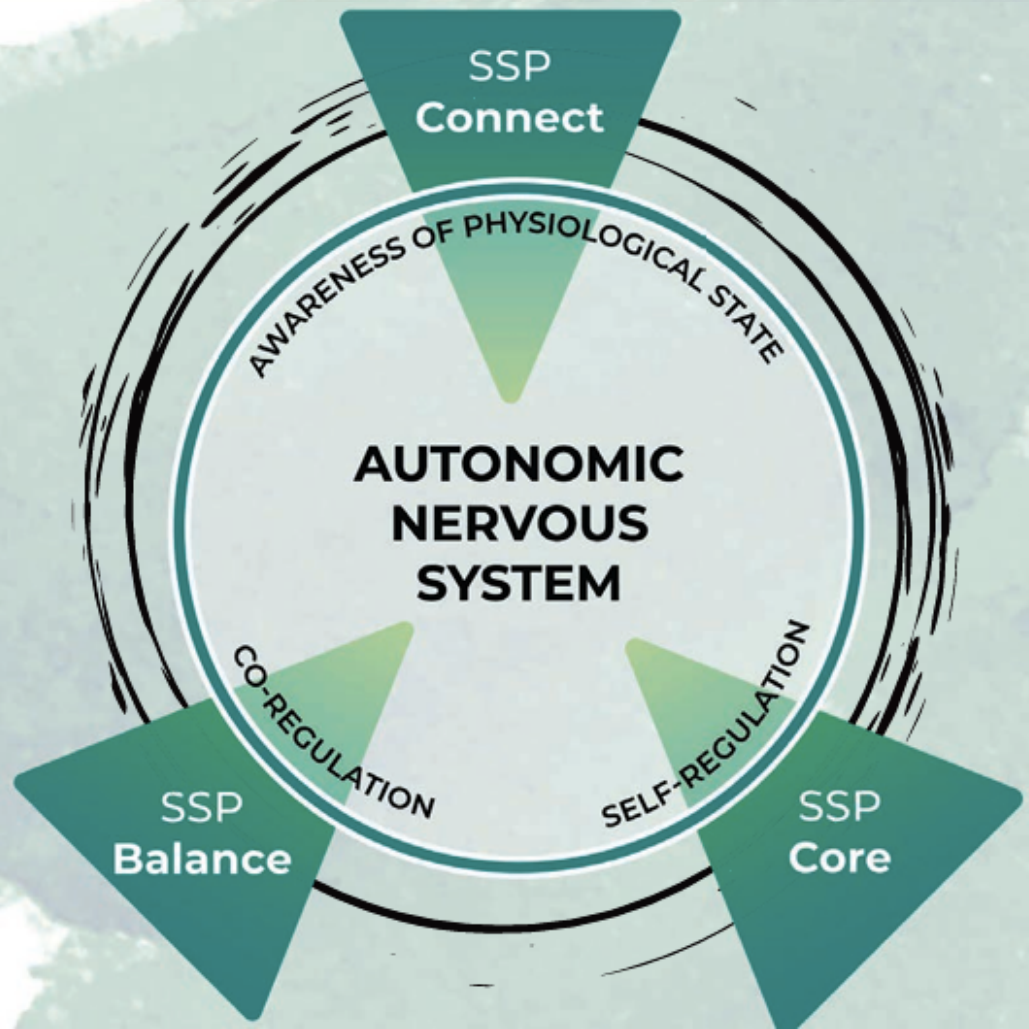 SSP
Connect
AWARENESS OF PHYSIOLOGICAL STATE
AUTONOMIC
NERVOUS
SYSTEM
CO-REGULATION
SELF-REGULATION
SSP
Balance
SSP
Core